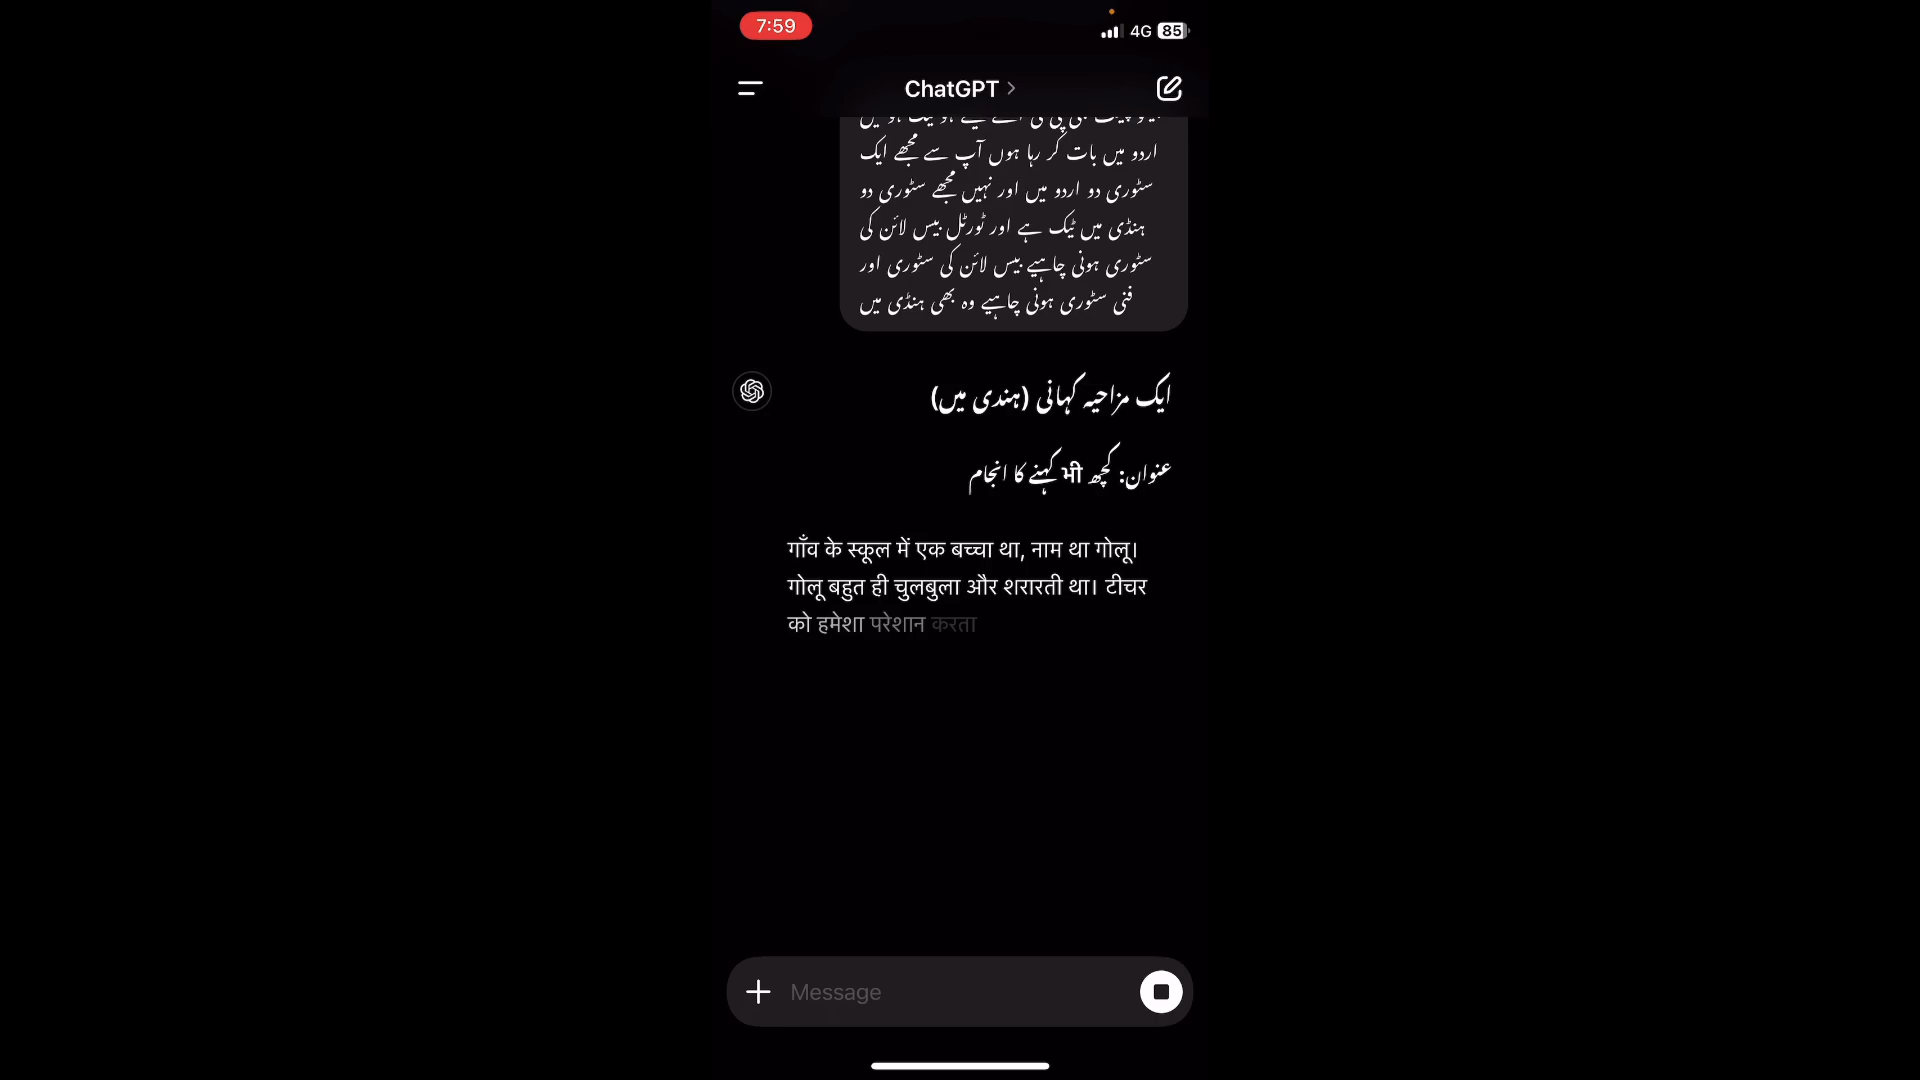 7:59
4G 85
ChatGPT
اردو میں بات کر رہا ہوں آپ سے مجھے ایک
سٹوری دو اردو میں اور نہیں مجھے سٹوری دو
ہنڈی میں ٹیک ہے اور ٹورٹل بیس لائن کی
سٹوری ہونی چاہیے بیس لائن کی سٹوری اور
فنی سٹوری ہونی چاہیے وہ بھی ہنڈی میں
ایک مزاحیہ کہانی (ہندی میں)
عنوان: کچھ भी کہنے کا انجام
गाँव के स्कूल में एक बच्चा था, नाम था गोलू।
गोलू बहुत ही चुलबुला और शरारती था। टीचर
को हमेशा परेशान करता
Message